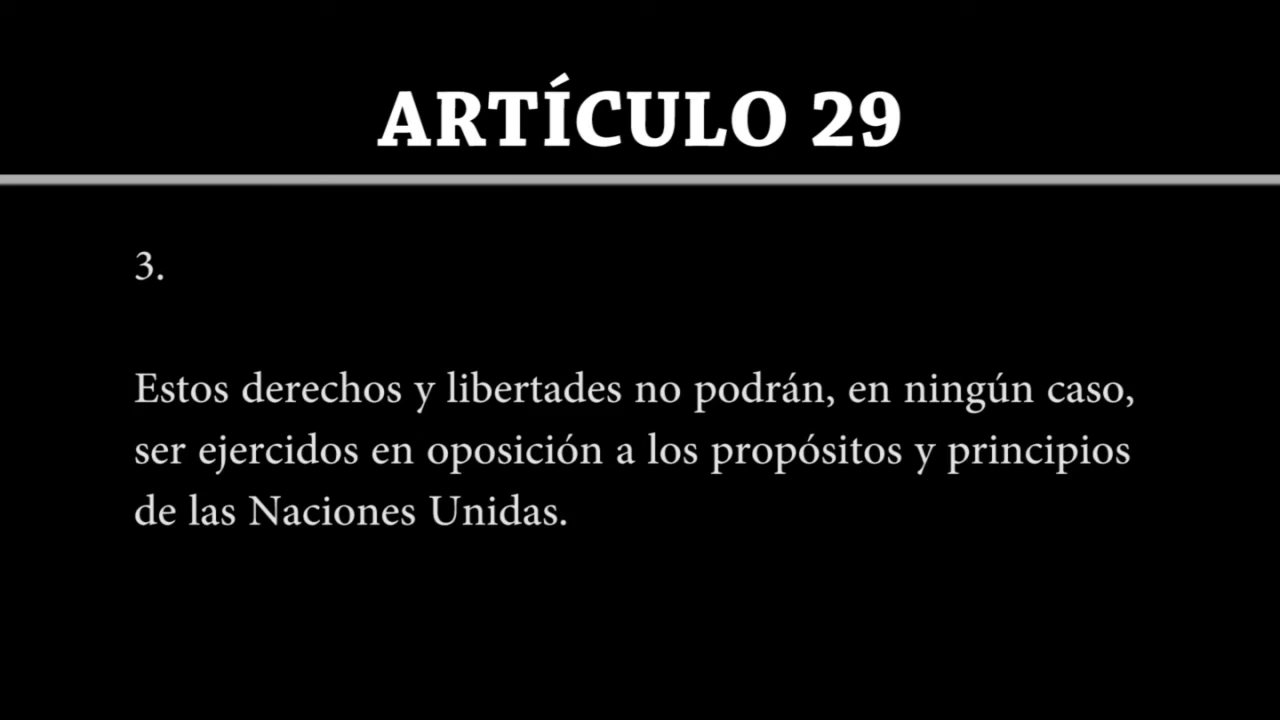 ARTÍCULO 29
3.
Estos derechos y libertades no podrán, en ningún caso,
ser ejercidos en oposición a los propósitos y principios
de las Naciones Unidas.